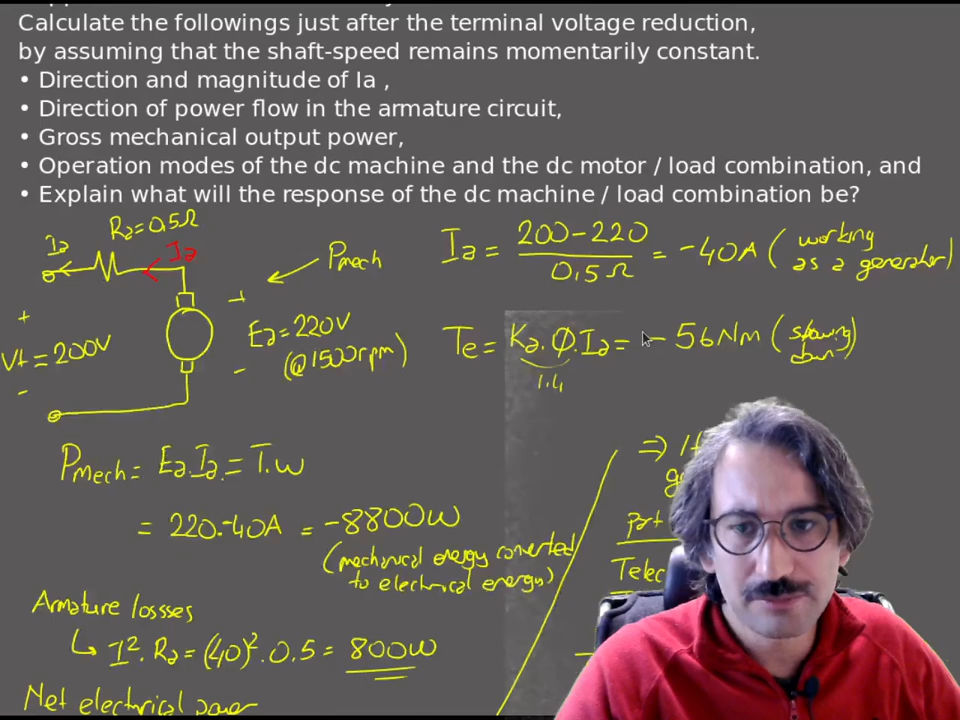 Calculate the followings just after the terminal voltage reduction,
by assuming that the shaft-speed remains momentarily constant.
• Direction and magnitude of Ia ,
• Direction of power flow in the armature circuit,
• Gross mechanical output power,
• Operation modes of the dc machine and the dc motor / load combination, and
• Explain what will the response of the dc machine / load combination be?
Ra=0.5Ω
Ia
Ia
Pmech
+
Vt = 200V
-
+
Ea=220V
(@1500rpm)
-
Ia = (200-220)/0.5Ω = -40A (working as a generator)
Te = Ka.Φ.Ia = -56Nm (slowing down)
1.4
Pmech = Ea.Ia = T.w
= 220.-40A = -8800W
(mechanical energy converted
to electrical energy)
Armature lossses
↳ I².Ra = (40)².0.5 = 800W
Net electrical power
⇒ If
Telec